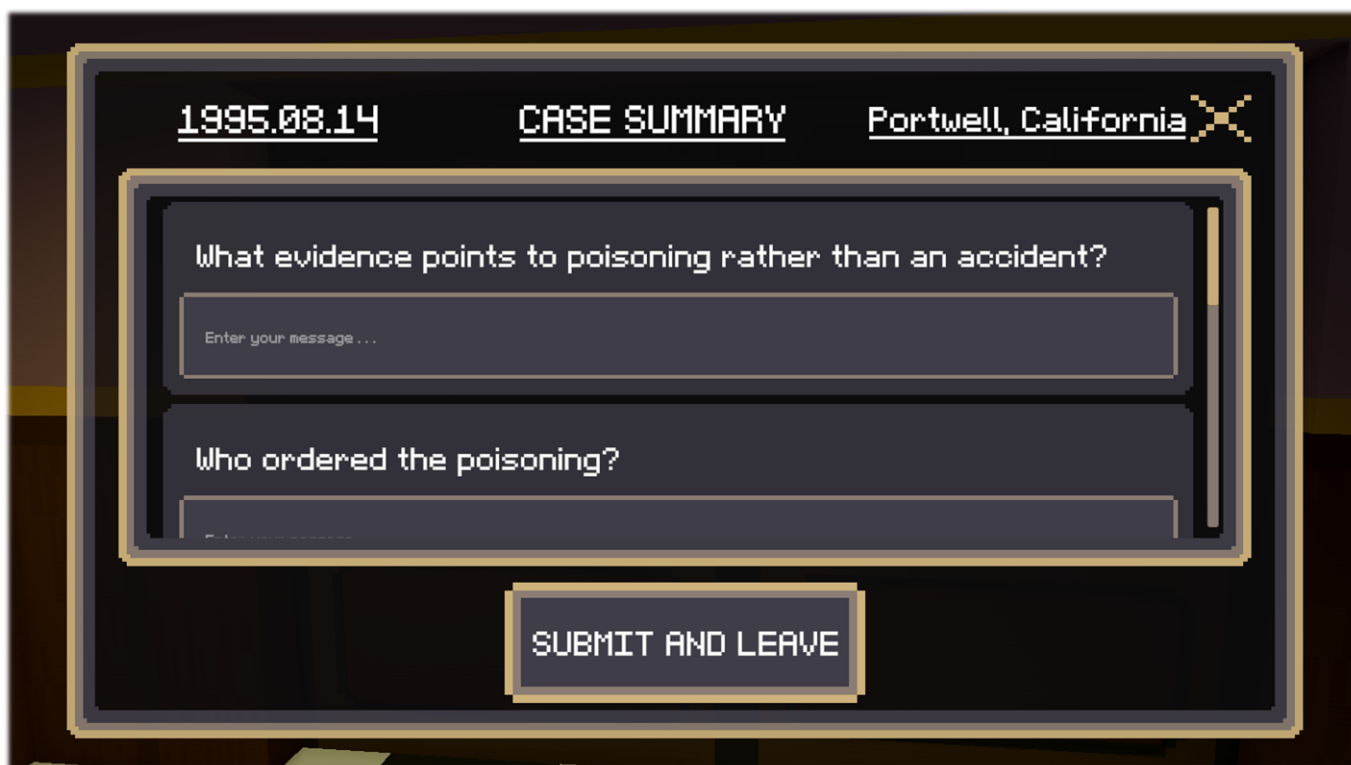 1995.08.14
CASE SUMMARY
Portwell, California
What evidence points to poisoning rather than an accident?
Enter your message...
Who ordered the poisoning?
SUBMIT AND LEAVE